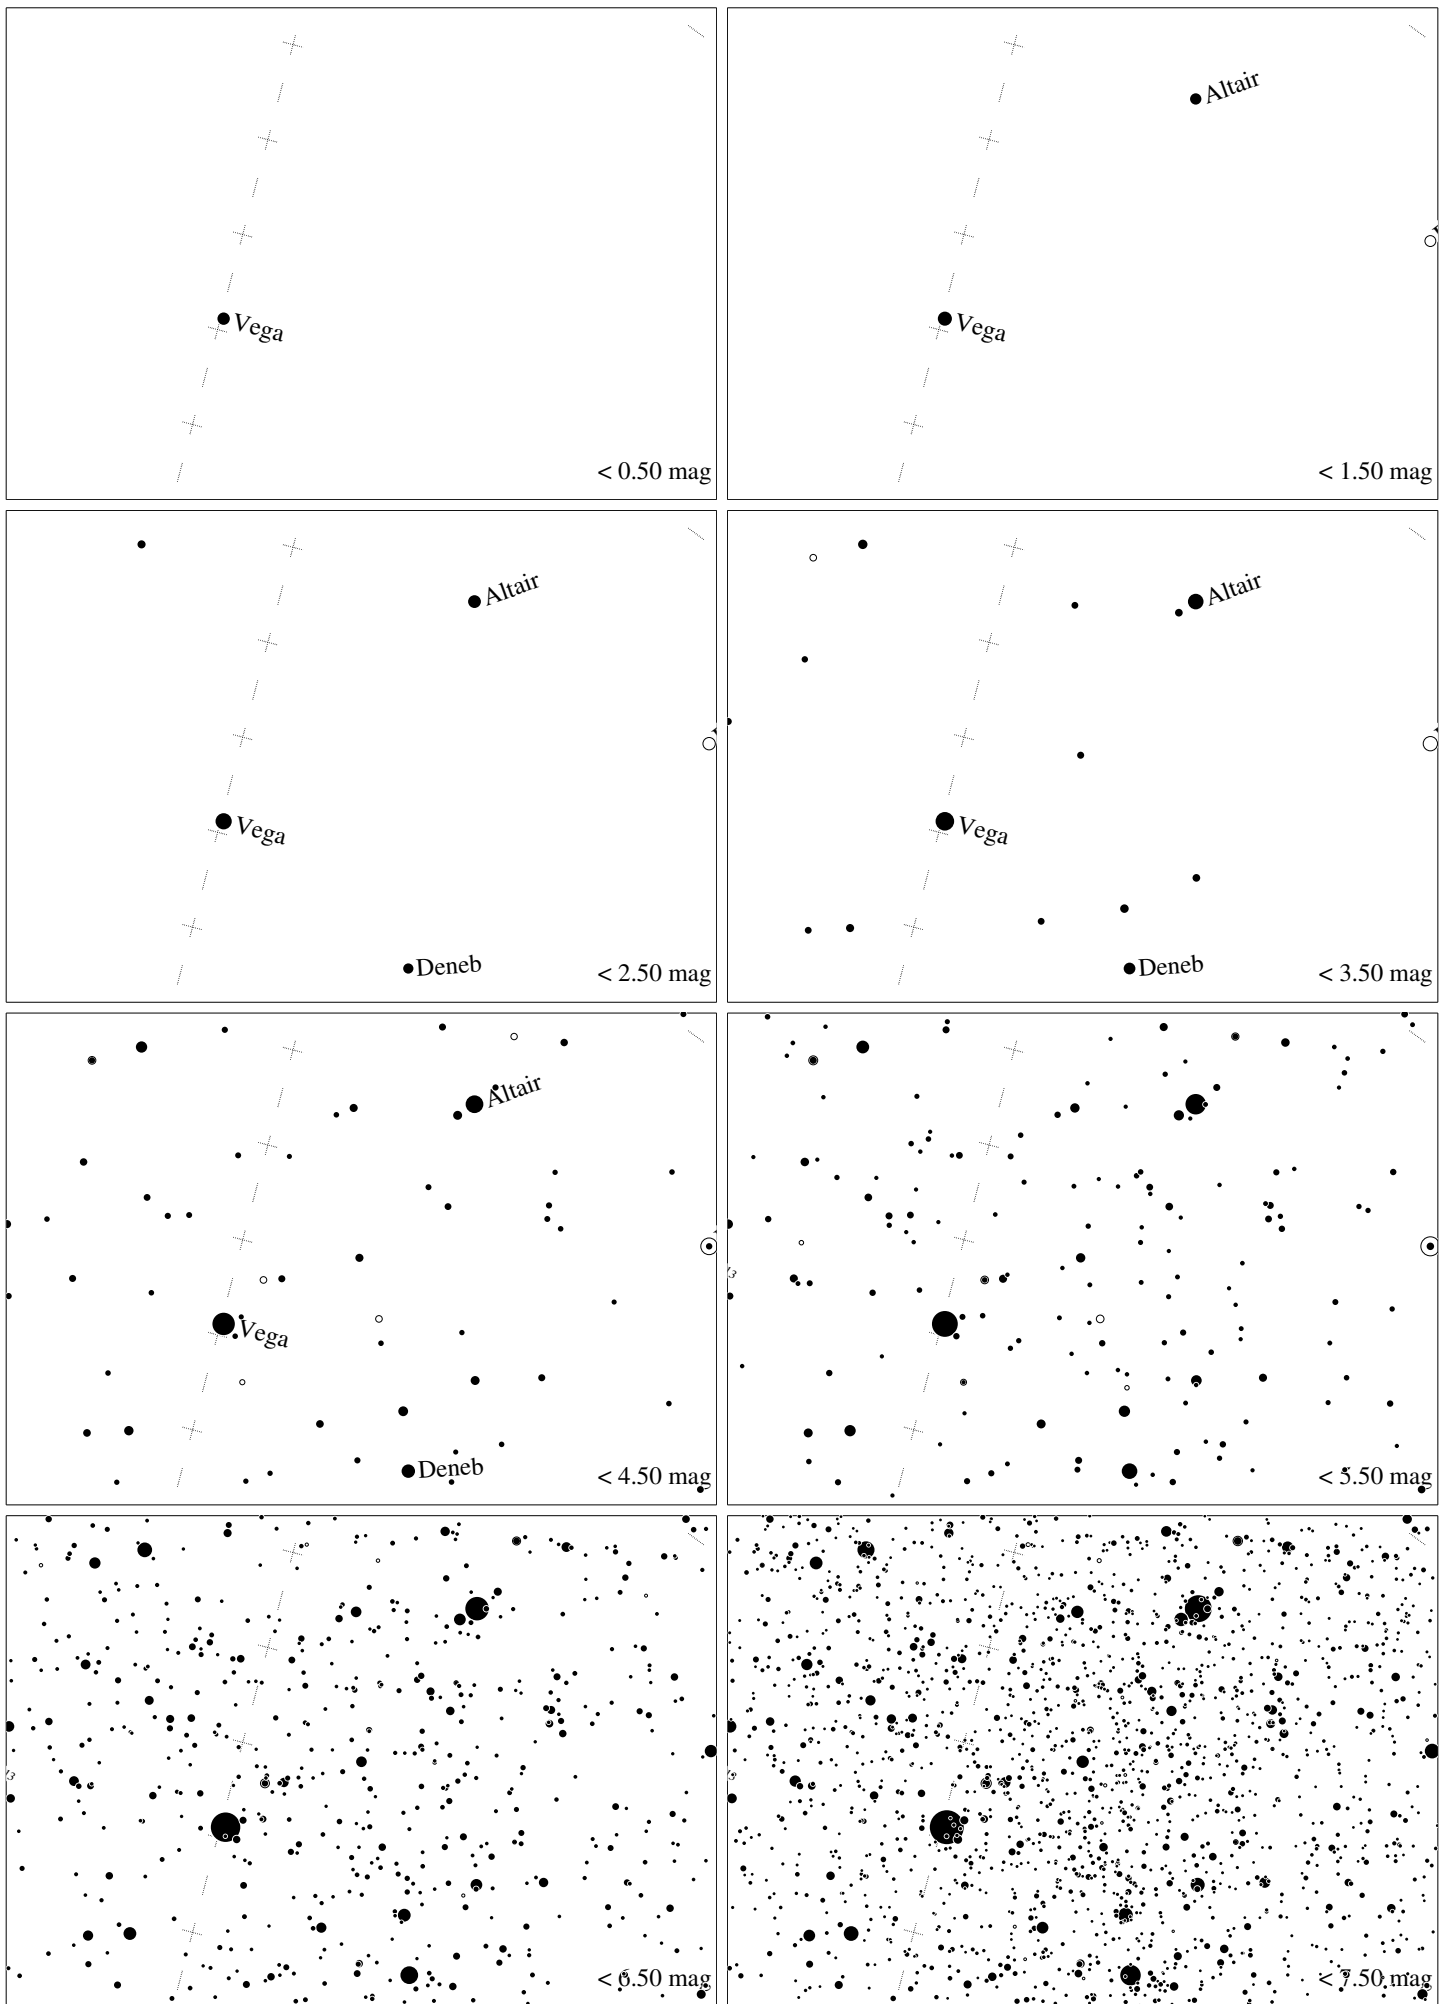 Vega
< 0.50 mag
Altair
Vega
< 1.50 mag
Altair
Vega
Deneb
< 2.50 mag
Altair
Vega
Deneb
< 3.50 mag
Altair
Vega
Deneb
< 4.50 mag
< 5.50 mag
< 6.50 mag
< 7.50 mag